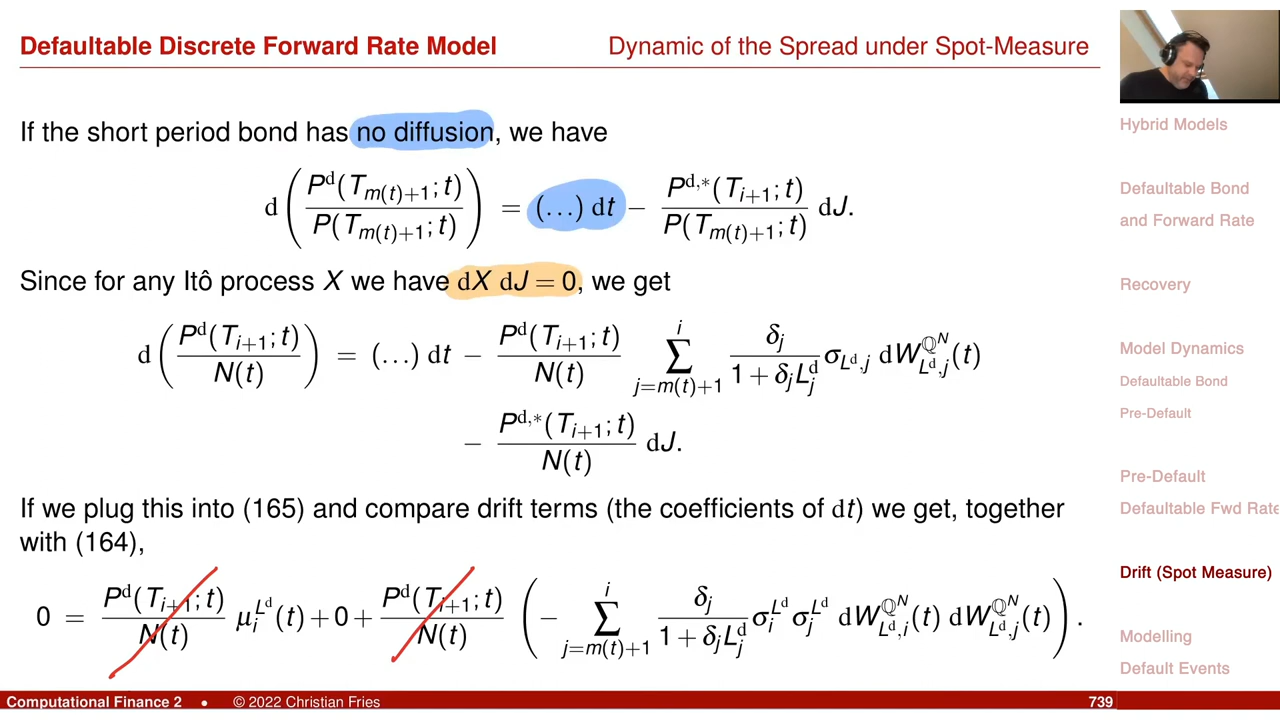 Defaultable Discrete Forward Rate Model
Dynamic of the Spread under Spot-Measure
If the short period bond has no diffusion, we have
d ( P^d(T_{m(t)+1};t) / P(T_{m(t)+1};t) ) = (…) dt − P^{d,∗}(T_{i+1};t) / P(T_{m(t)+1};t) dJ.
Since for any Itô process X we have dX dJ = 0, we get
d ( P^d(T_{i+1};t) / N(t) ) = (…) dt − P^d(T_{i+1};t) / N(t) ∑_{j=m(t)+1}^{i} δ_j / (1 + δ_j L_j^d) σ_{L^d,j} dW_{L^d,j}^{ℚ^N}(t)
− P^{d,∗}(T_{i+1};t) / N(t) dJ.
If we plug this into (165) and compare drift terms (the coefficients of dt) we get, together
with (164),
0 = P^d(T_{i+1};t) / N(t) μ_i^{L^d}(t) + 0 + P^d(T_{i+1};t) / N(t) ( − ∑_{j=m(t)+1}^{i} δ_j / (1 + δ_j L_j^d) σ_i^{L^d} σ_j^{L^d} dW_{L^d,i}^{ℚ^N}(t) dW_{L^d,j}^{ℚ^N}(t) ).
Hybrid Models
Defaultable Bond
and Forward Rate
Recovery
Model Dynamics
Defaultable Bond
Pre-Default
Pre-Default
Defaultable Fwd Rate
Drift (Spot Measure)
Modelling
Default Events
Computational Finance 2 • © 2022 Christian Fries 739